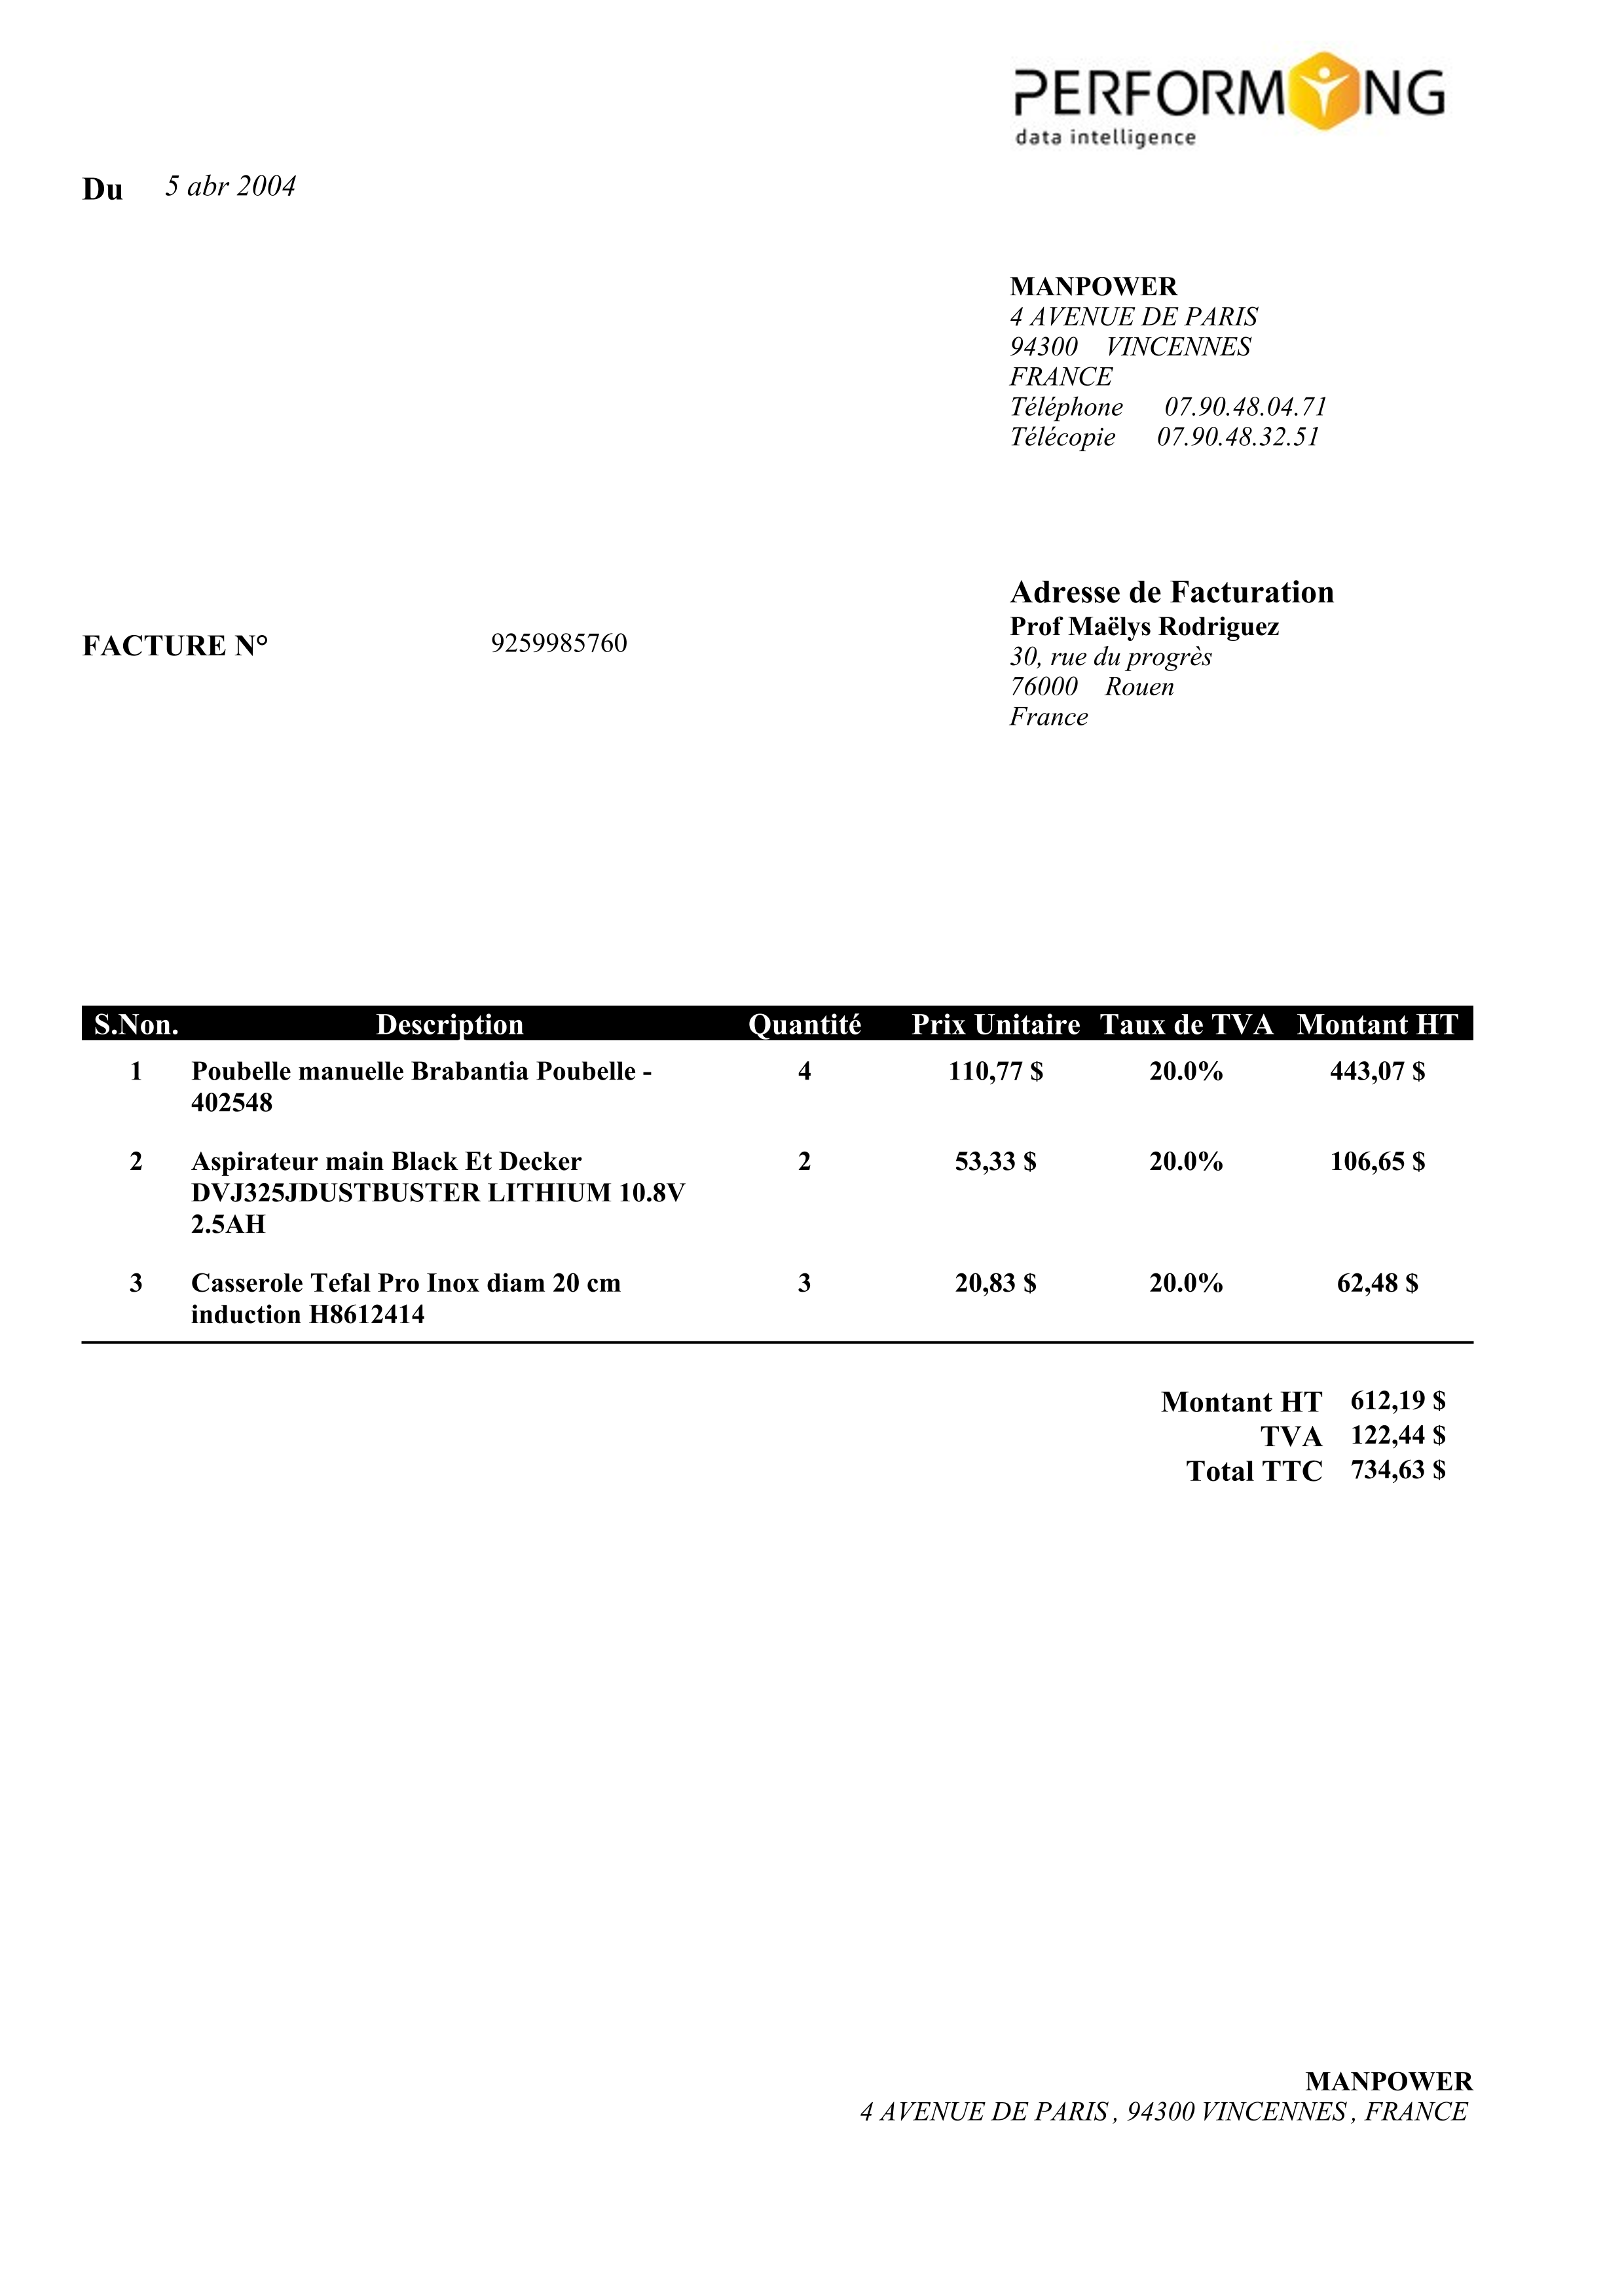 PERFORMYNG
data intelligence
Du 5 abr 2004
MANPOWER
4 AVENUE DE PARIS
94300 VINCENNES
FRANCE
Téléphone 07.90.48.04.71
Télécopie 07.90.48.32.51
Adresse de Facturation
Prof Maëlys Rodriguez
30, rue du progrès
76000 Rouen
France
FACTURE N° 9259985760
S.Non. Description Quantité Prix Unitaire Taux de TVA Montant HT
1 Poubelle manuelle Brabantia Poubelle - 4 110,77 $ 20.0% 443,07 $
402548
2 Aspirateur main Black Et Decker 2 53,33 $ 20.0% 106,65 $
DVJ325JDUSTBUSTER LITHIUM 10.8V
2.5AH
3 Casserole Tefal Pro Inox diam 20 cm 3 20,83 $ 20.0% 62,48 $
induction H8612414
Montant HT 612,19 $
TVA 122,44 $
Total TTC 734,63 $
MANPOWER
4 AVENUE DE PARIS , 94300 VINCENNES , FRANCE